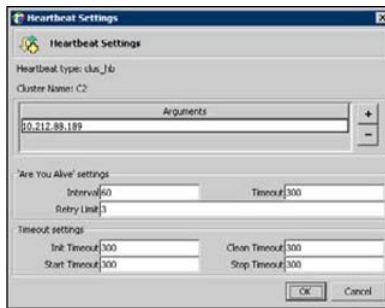 Heartbeat Settings
Heartbeat Settings
Heartbeat type: clus_hb
Cluster Name: C2
Arguments
10.212.88.189
+
-
'Are You Alive' settings
Interval 60 Timeout 300
Retry Limit 3
Timeout settings
Init Timeout 300 Clean Timeout 300
Start Timeout 300 Stop Timeout 300
OK Cancel